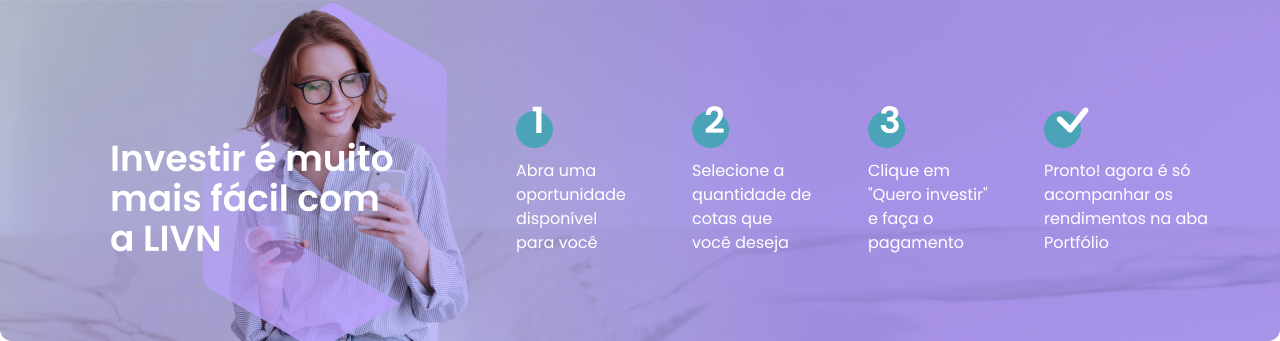 Investir é muito
mais fácil com
a LIVN
1
Abra uma
oportunidade
disponível
para você
2
Selecione a
quantidade de
cotas que
você deseja
3
Clique em
"Quero investir"
e faça o
pagamento
Pronto! agora é só
acompanhar os
rendimentos na aba
Portfólio